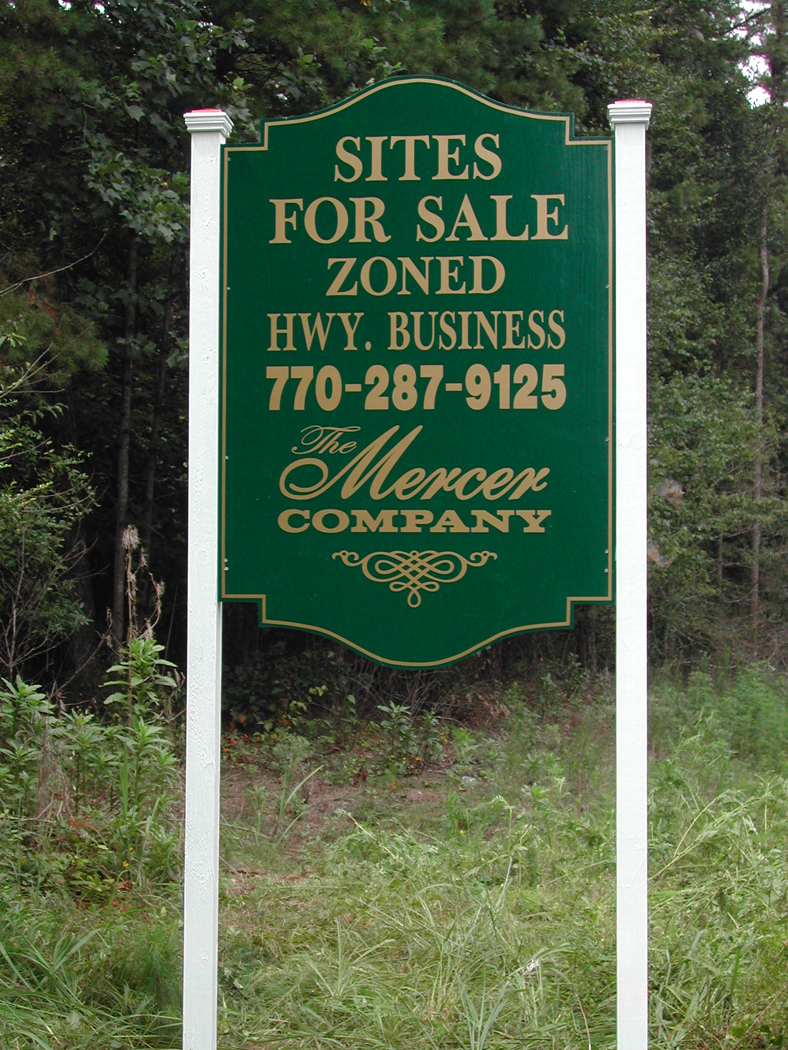 SITES
FOR SALE
ZONED
HWY. BUSINESS
770-287-9125
The Mercer
COMPANY